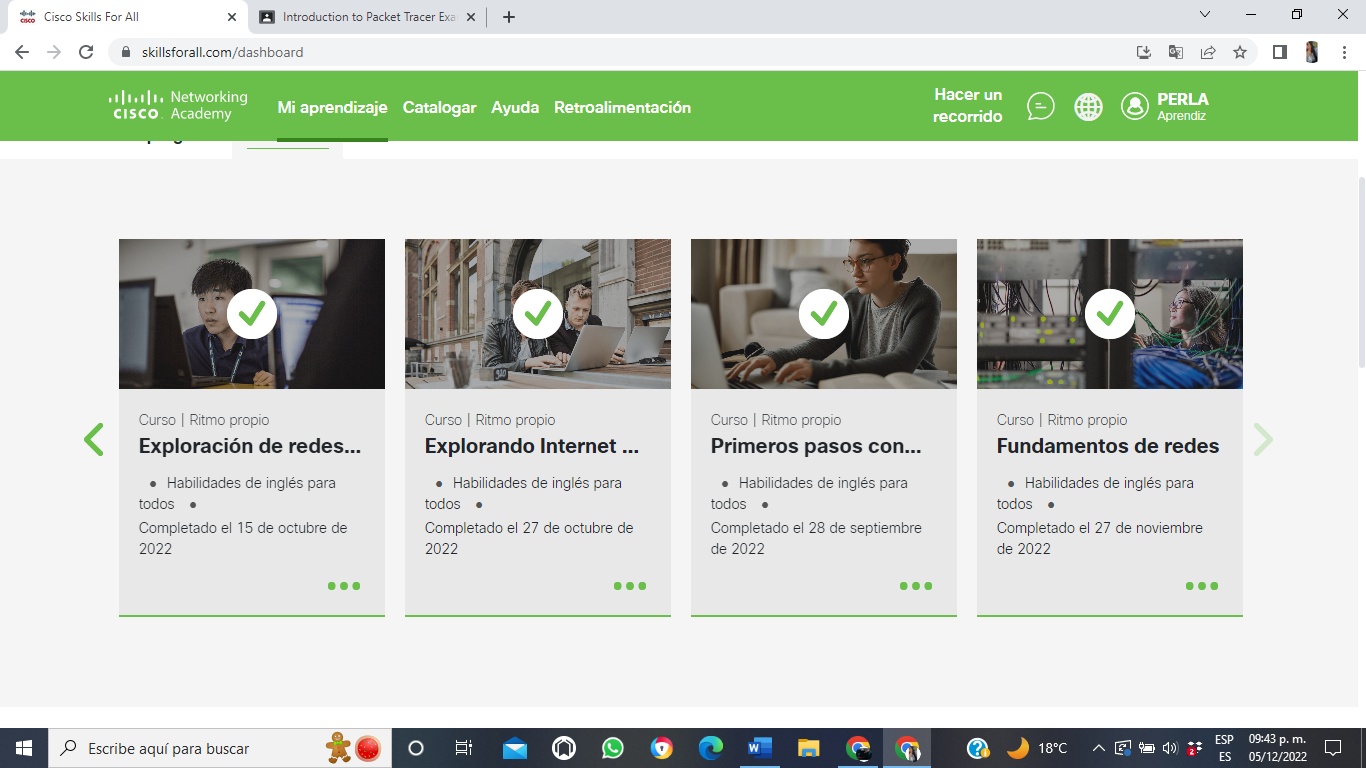 Cisco Skills For All
Introduction to Packet Tracer Exa
skillsforall.com/dashboard
Networking
CISCO Academy
Mi aprendizaje Catalogar Ayuda Retroalimentación
Hacer un
recorrido
PERLA
Aprendiz
Curso | Ritmo propio
Exploración de redes...
• Habilidades de inglés para
todos •
Completado el 15 de octubre de
2022
Curso | Ritmo propio
Explorando Internet ...
• Habilidades de inglés para
todos •
Completado el 27 de octubre de
2022
Curso | Ritmo propio
Primeros pasos con...
• Habilidades de inglés para
todos •
Completado el 28 de septiembre
de 2022
Curso | Ritmo propio
Fundamentos de redes
• Habilidades de inglés para
todos •
Completado el 27 de noviembre
de 2022
Escribe aquí para buscar
18°C
ESP
ES
09:43 p. m.
05/12/2022